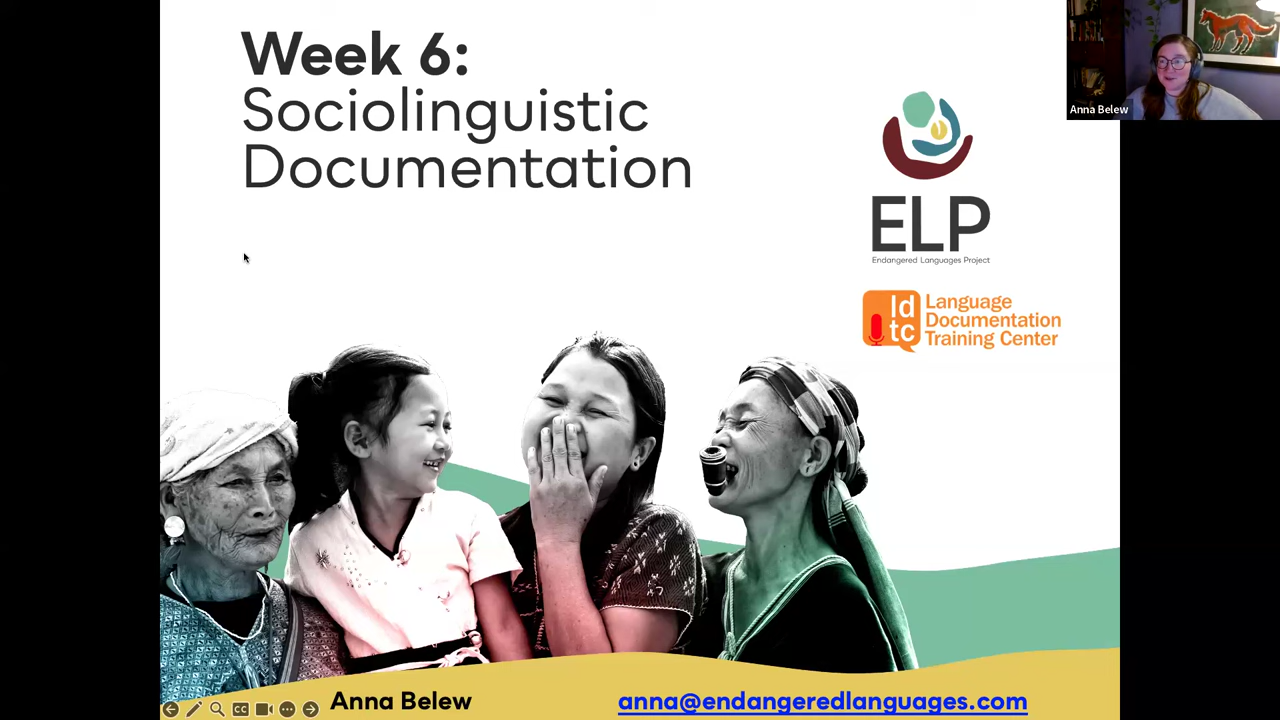 Week 6:
Sociolinguistic
Documentation
Anna Belew
ELP
Endangered Languages Project
ld
tc
Language
Documentation
Training Center
CC
Anna Belew
anna@endangeredlanguages.com